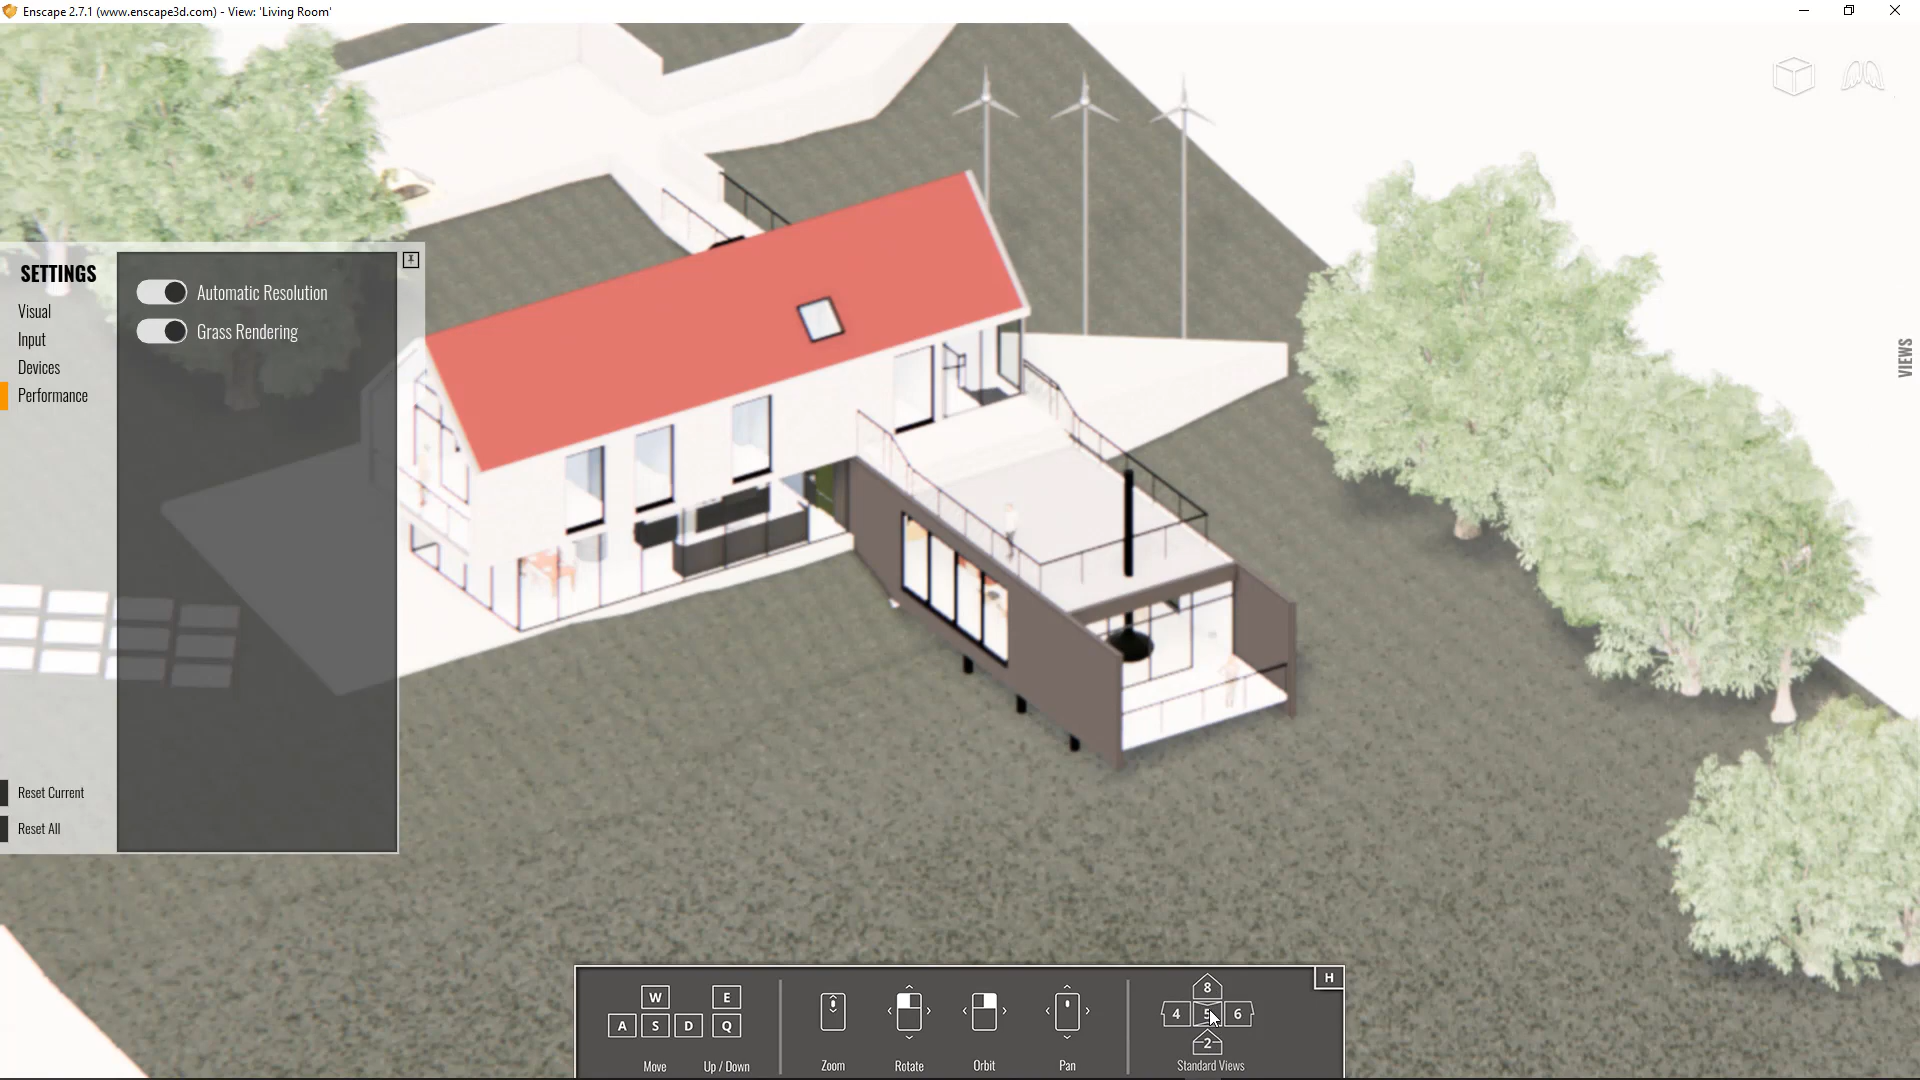 Enscape 2.7.1 (www.enscape3d.com) - View: 'Living Room'
SETTINGS
Visual
Input
Devices
Performance
Automatic Resolution
Grass Rendering
Reset Current
Reset All
VIEWS
H
W E
A S D Q
Move Up / Down
Zoom
Rotate
Orbit
Pan
8
4 5 6
2
Standard Views